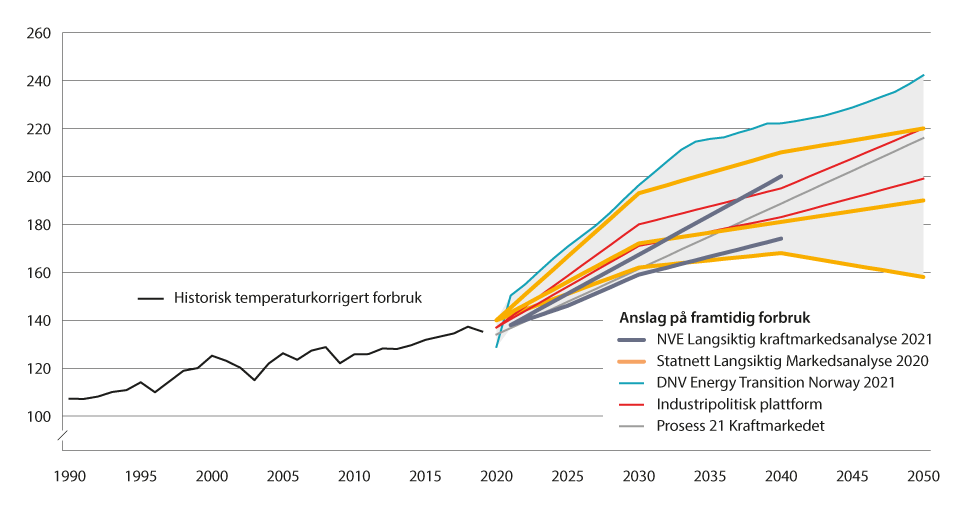 260
240
220
200
180
160
140
120
100
Historisk temperaturkorrigert forbruk
Anslag på framtidig forbruk
NVE Langsiktig kraftmarkedsanalyse 2021
Statnett Langsiktig Markedsanalyse 2020
DNV Energy Transition Norway 2021
Industripolitisk plattform
Prosess 21 Kraftmarkedet
1990 1995 2000 2005 2010 2015 2020 2025 2030 2035 2040 2045 2050